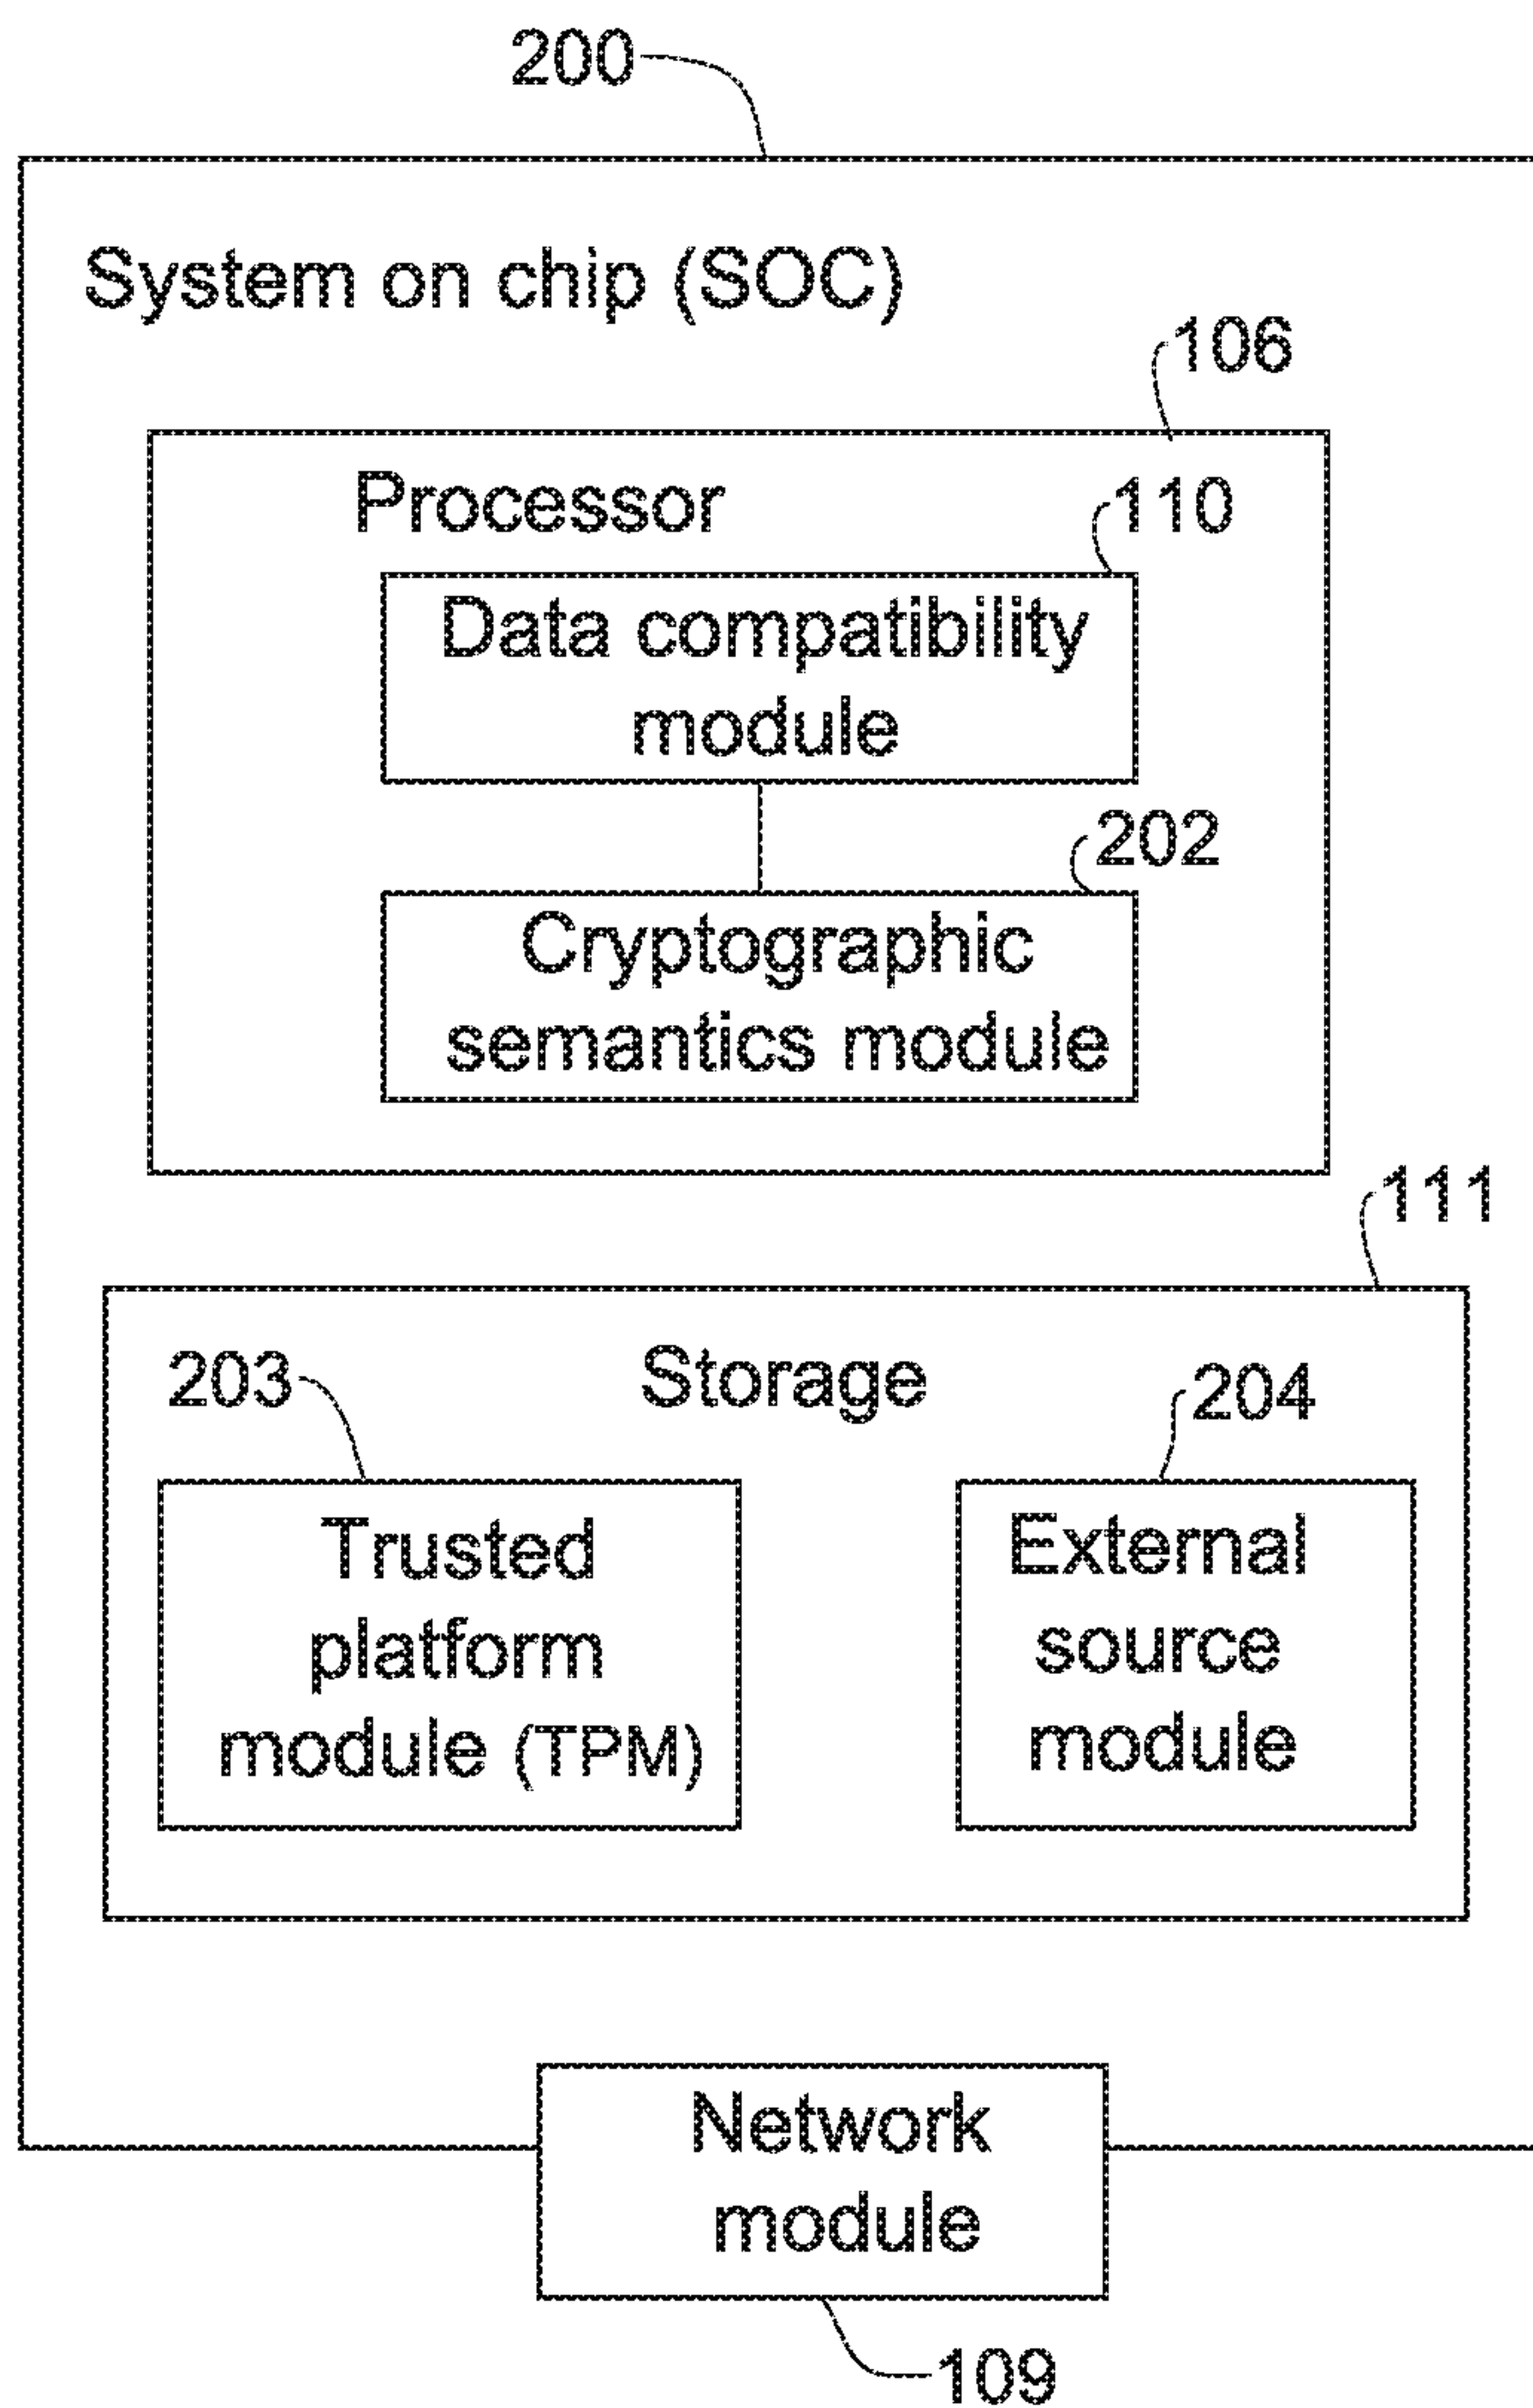 200
System on chip (SOC)
106
Processor
110
Data compatibility
module
202
Cryptographic
semantics module
111
203
Storage
204
Trusted
platform
module (TPM)
External
source
module
Network
module
109